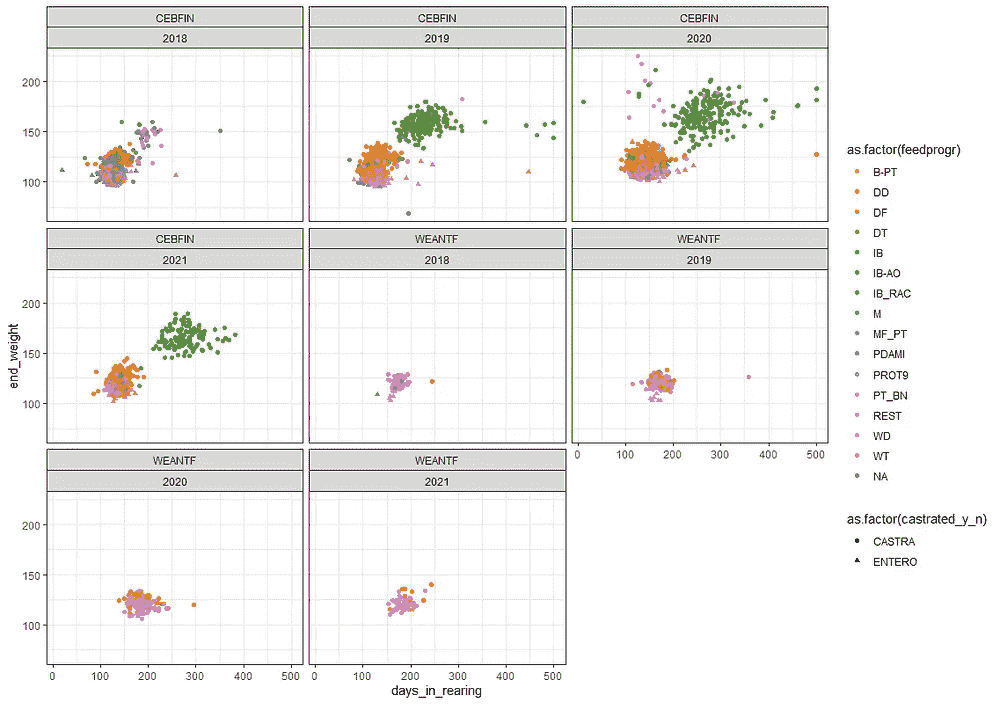 CEBFIN CEBFIN CEBFIN
2018 2019 2020
200
150
100
as.factor(feedprogr)
B-PT
DD
DF
DT
IB
IB-AO
IB_RAC
M
MF_PT
PDAMI
PROT9
PT_BN
REST
WD
WT
NA
as.factor(castrated_y_n)
CASTRA
ENTERO
CEBFIN WEANTF WEANTF
2021 2018 2019
200
150
100
end_weight
0 100 200 300 400 500
WEANTF WEANTF
2020 2021
200
150
100
0 100 200 300 400 500 0 100 200 300 400 500
days_in_rearing